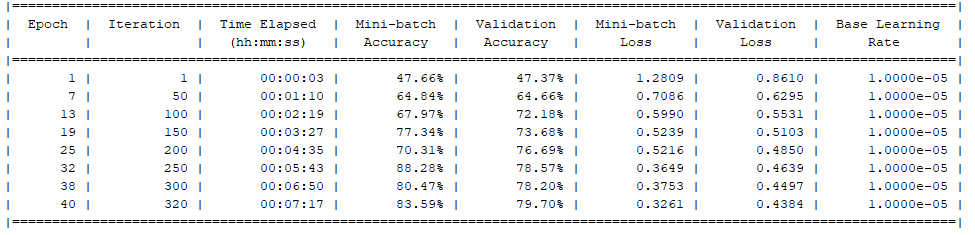 |======================================================================================================================|
| Epoch | Iteration | Time Elapsed | Mini-batch | Validation | Mini-batch | Validation | Base Learning |
| | | (hh:mm:ss) | Accuracy | Accuracy | Loss | Loss | Rate |
|======================================================================================================================|
| 1 | 1 | 00:00:03 | 47.66% | 47.37% | 1.2809 | 0.8610 | 1.0000e-05 |
| 7 | 50 | 00:01:10 | 64.84% | 64.66% | 0.7086 | 0.6295 | 1.0000e-05 |
| 13 | 100 | 00:02:19 | 67.97% | 72.18% | 0.5990 | 0.5531 | 1.0000e-05 |
| 19 | 150 | 00:03:27 | 77.34% | 73.68% | 0.5239 | 0.5103 | 1.0000e-05 |
| 25 | 200 | 00:04:35 | 70.31% | 76.69% | 0.5216 | 0.4850 | 1.0000e-05 |
| 32 | 250 | 00:05:43 | 88.28% | 78.57% | 0.3649 | 0.4639 | 1.0000e-05 |
| 38 | 300 | 00:06:50 | 80.47% | 78.20% | 0.3753 | 0.4497 | 1.0000e-05 |
| 40 | 320 | 00:07:17 | 83.59% | 79.70% | 0.3261 | 0.4384 | 1.0000e-05 |
|======================================================================================================================|